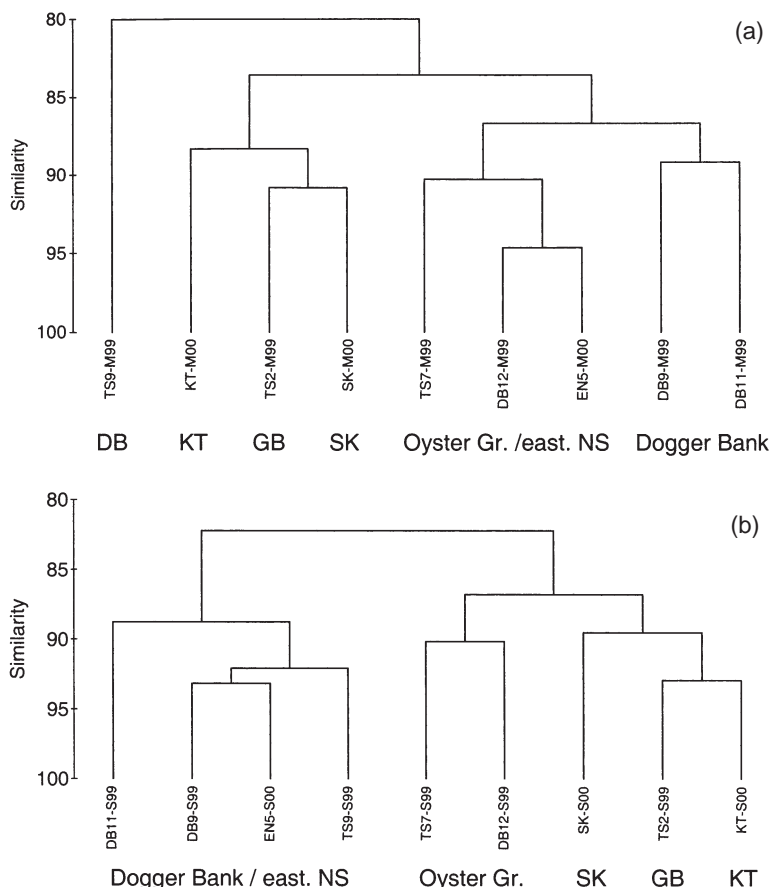 (a)
80
85
90
95
100
Similarity
TS9-M99
KT-M00
TS2-M99
SK-M00
TS7-M99
DB12-M99
EN5-M00
DB9-M99
DB11-M99
DB KT GB SK Oyster Gr. /east. NS Dogger Bank
(b)
80
85
90
95
100
Similarity
DB11-S99
DB9-S99
EN5-S00
TS9-S99
TS7-S99
DB12-S99
SK-S00
TS2-S99
KT-S00
Dogger Bank / east. NS Oyster Gr. SK GB KT